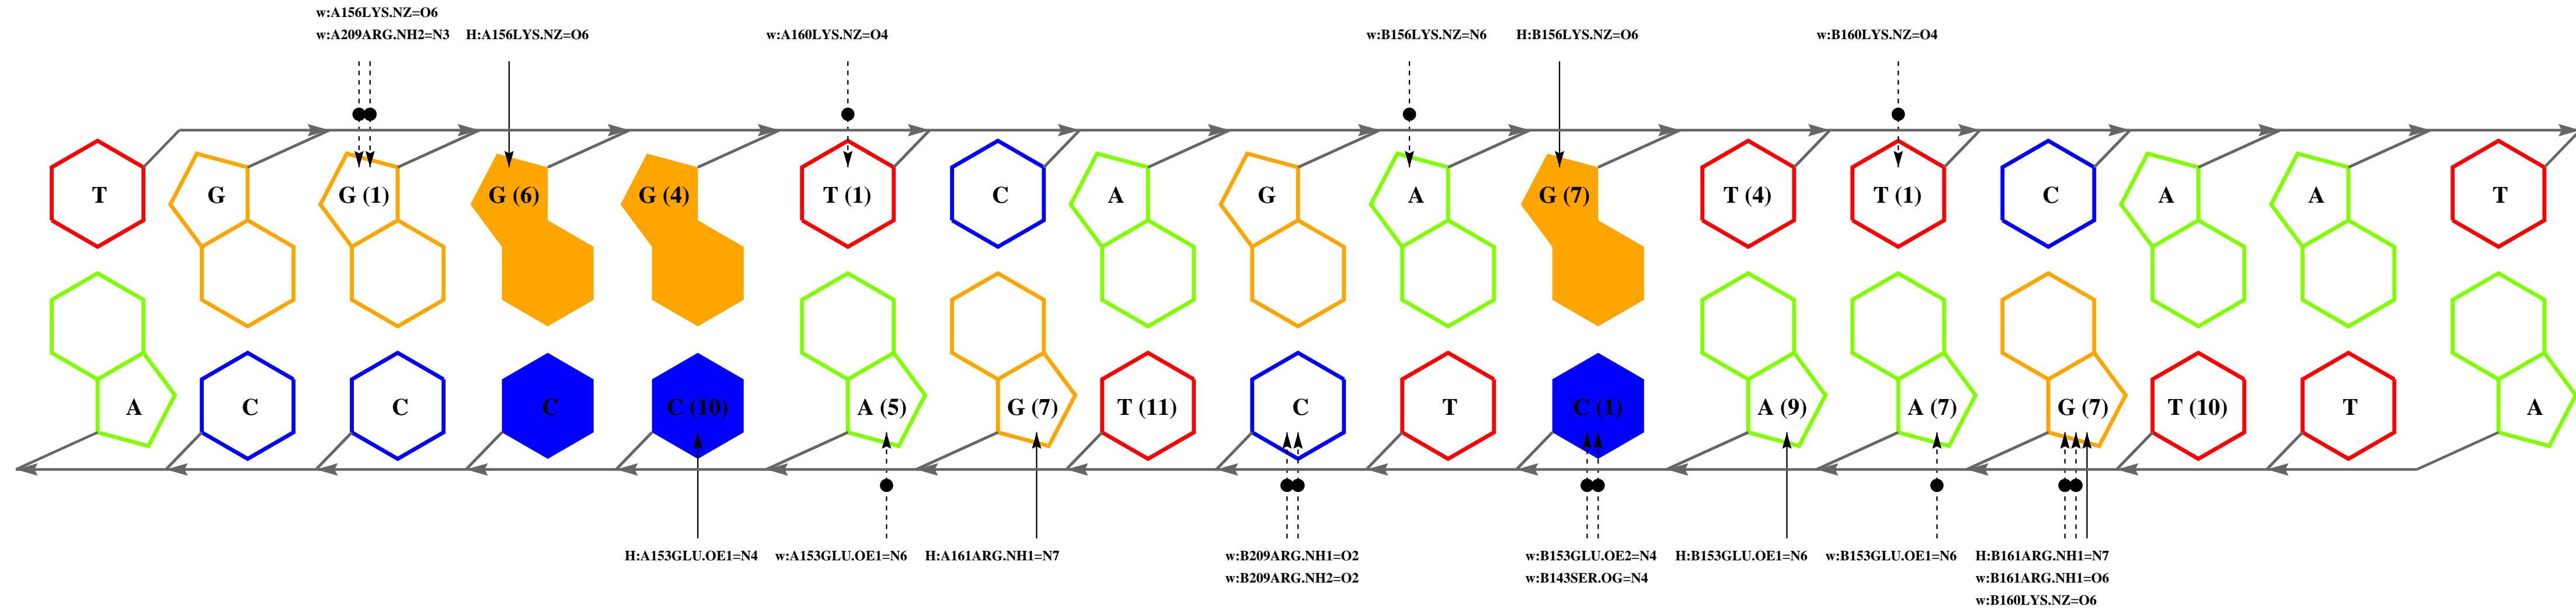 w:A156LYS.NZ=O6
w:A209ARG.NH2=N3 H:A156LYS.NZ=O6 w:A160LYS.NZ=O4 w:B156LYS.NZ=N6 H:B156LYS.NZ=O6 w:B160LYS.NZ=O4
T G G (1) G (6) G (4) T (1) C A G A G (7) T (4) T (1) C A A T
A C C C C (10) A (5) G (7) T (11) C T C (1) A (9) A (7) G (7) T (10) T A
H:A153GLU.OE1=N4 w:A153GLU.OE1=N6 H:A161ARG.NH1=N7 w:B209ARG.NH1=O2 w:B153GLU.OE2=N4 H:B153GLU.OE1=N6 w:B153GLU.OE1=N6 H:B161ARG.NH1=N7
w:B209ARG.NH2=O2 w:B143SER.OG=N4 w:B161ARG.NH1=O6
w:B160LYS.NZ=O6